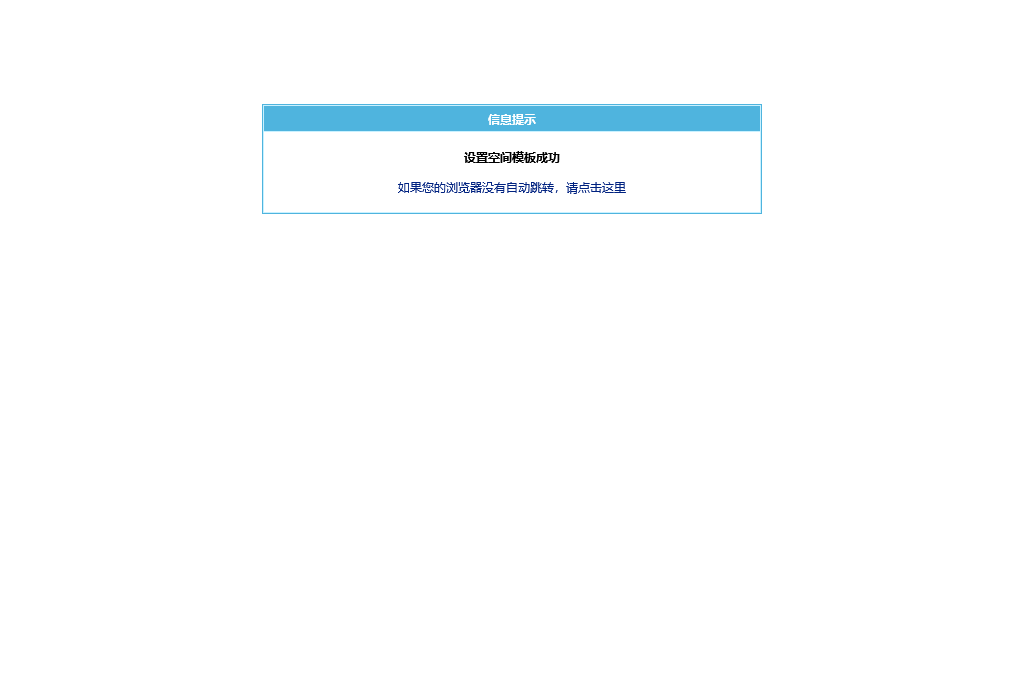 信息提示
设置空间模板成功
如果您的浏览器没有自动跳转，请点击这里